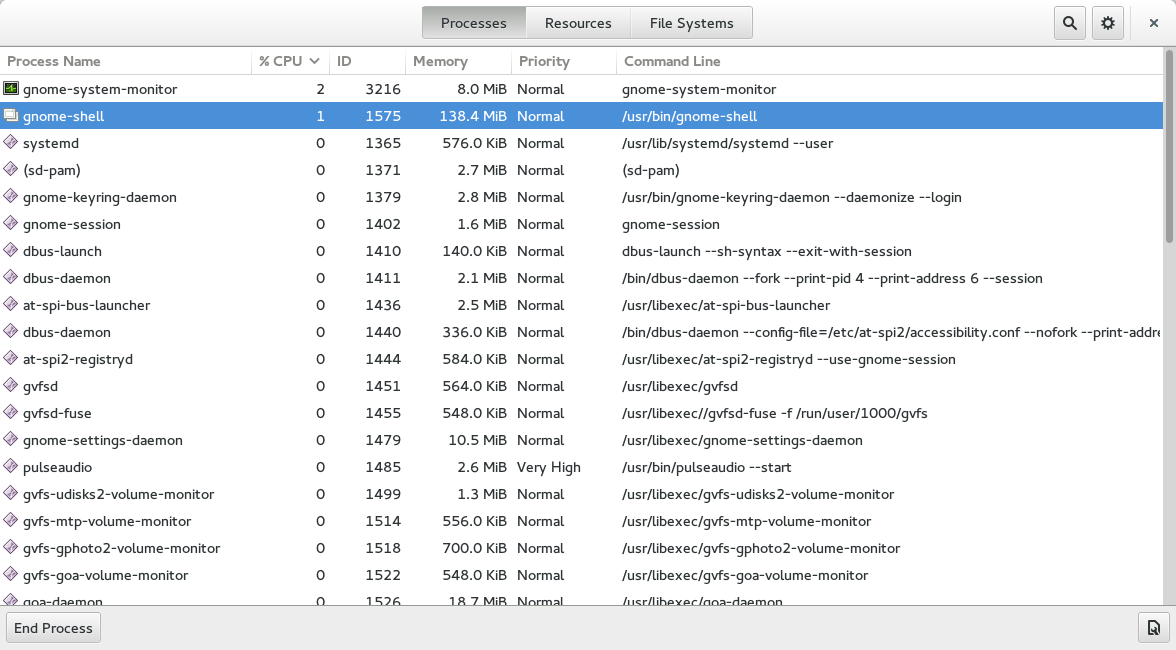 Processes Resources File Systems
Process Name % CPU ID Memory Priority Command Line
gnome-system-monitor 2 3216 8.0 MiB Normal gnome-system-monitor
gnome-shell 1 1575 138.4 MiB Normal /usr/bin/gnome-shell
systemd 0 1365 576.0 KiB Normal /usr/lib/systemd/systemd --user
(sd-pam) 0 1371 2.7 MiB Normal (sd-pam)
gnome-keyring-daemon 0 1379 2.8 MiB Normal /usr/bin/gnome-keyring-daemon --daemonize --login
gnome-session 0 1402 1.6 MiB Normal gnome-session
dbus-launch 0 1410 140.0 KiB Normal dbus-launch --sh-syntax --exit-with-session
dbus-daemon 0 1411 2.1 MiB Normal /bin/dbus-daemon --fork --print-pid 4 --print-address 6 --session
at-spi-bus-launcher 0 1436 2.5 MiB Normal /usr/libexec/at-spi-bus-launcher
dbus-daemon 0 1440 336.0 KiB Normal /bin/dbus-daemon --config-file=/etc/at-spi2/accessibility.conf --nofork --print-addre
at-spi2-registryd 0 1444 584.0 KiB Normal /usr/libexec/at-spi2-registryd --use-gnome-session
gvfsd 0 1451 564.0 KiB Normal /usr/libexec/gvfsd
gvfsd-fuse 0 1455 548.0 KiB Normal /usr/libexec//gvfsd-fuse -f /run/user/1000/gvfs
gnome-settings-daemon 0 1479 10.5 MiB Normal /usr/libexec/gnome-settings-daemon
pulseaudio 0 1485 2.6 MiB Very High /usr/bin/pulseaudio --start
gvfs-udisks2-volume-monitor 0 1499 1.3 MiB Normal /usr/libexec/gvfs-udisks2-volume-monitor
gvfs-mtp-volume-monitor 0 1514 556.0 KiB Normal /usr/libexec/gvfs-mtp-volume-monitor
gvfs-gphoto2-volume-monitor 0 1518 700.0 KiB Normal /usr/libexec/gvfs-gphoto2-volume-monitor
gvfs-goa-volume-monitor 0 1522 548.0 KiB Normal /usr/libexec/gvfs-goa-volume-monitor
goa-daemon 0 1526 18.7 MiB Normal /usr/libexec/goa-daemon
End Process